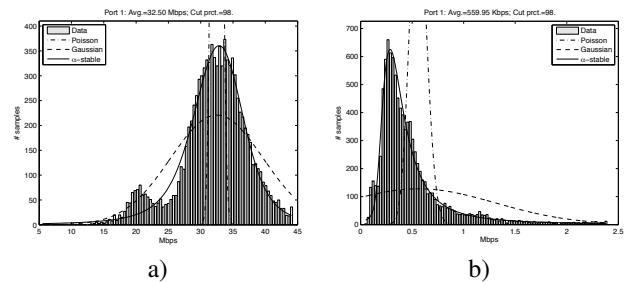 Port 1: Avg.=32.50 Mbps; Cut prct.=98.
400
350
300
250
200
150
100
50
0
# samples
Data
Poisson
Gaussian
α-stable
5 10 15 20 25 30 35 40 45
Mbps
a)
Port 1: Avg.=559.95 Kbps; Cut prct.=98.
700
600
500
400
300
200
100
0
# samples
Data
Poisson
Gaussian
α-stable
0 0.5 1 1.5 2 2.5
Mbps
b)